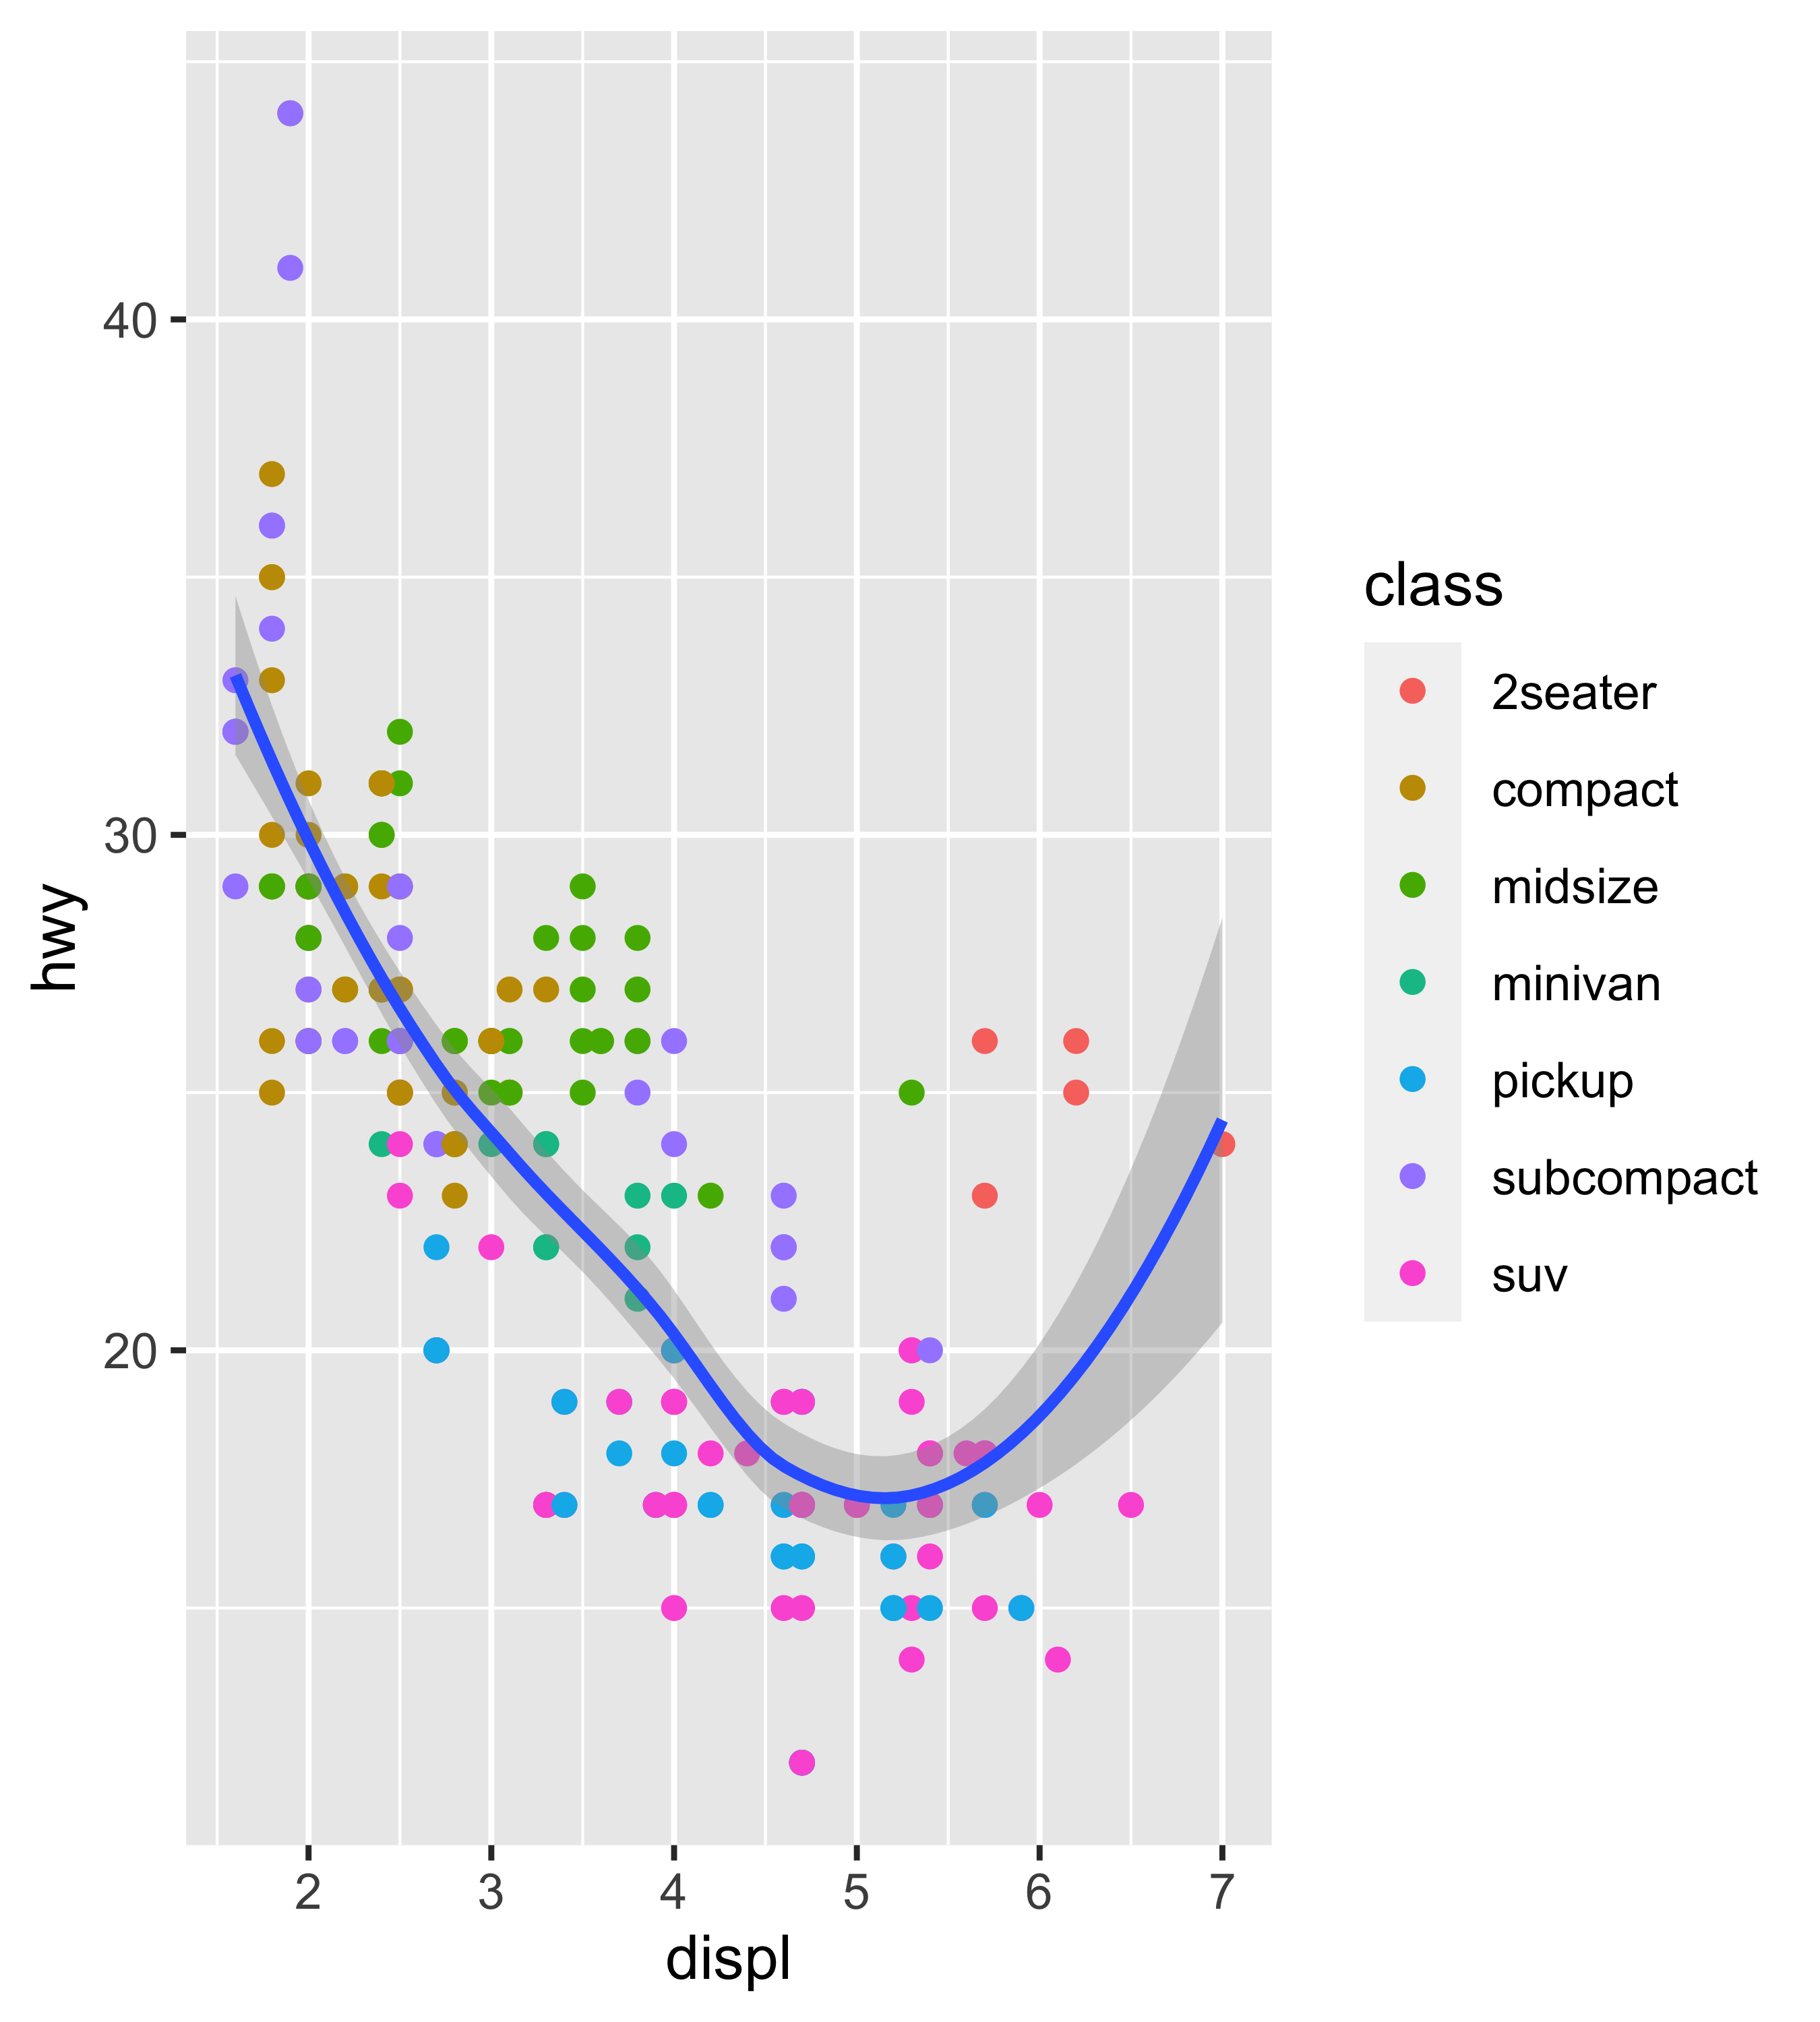 hwy
40
30
20
2
3
4
5
6
7
displ
class
2seater
compact
midsize
minivan
pickup
subcompact
suv